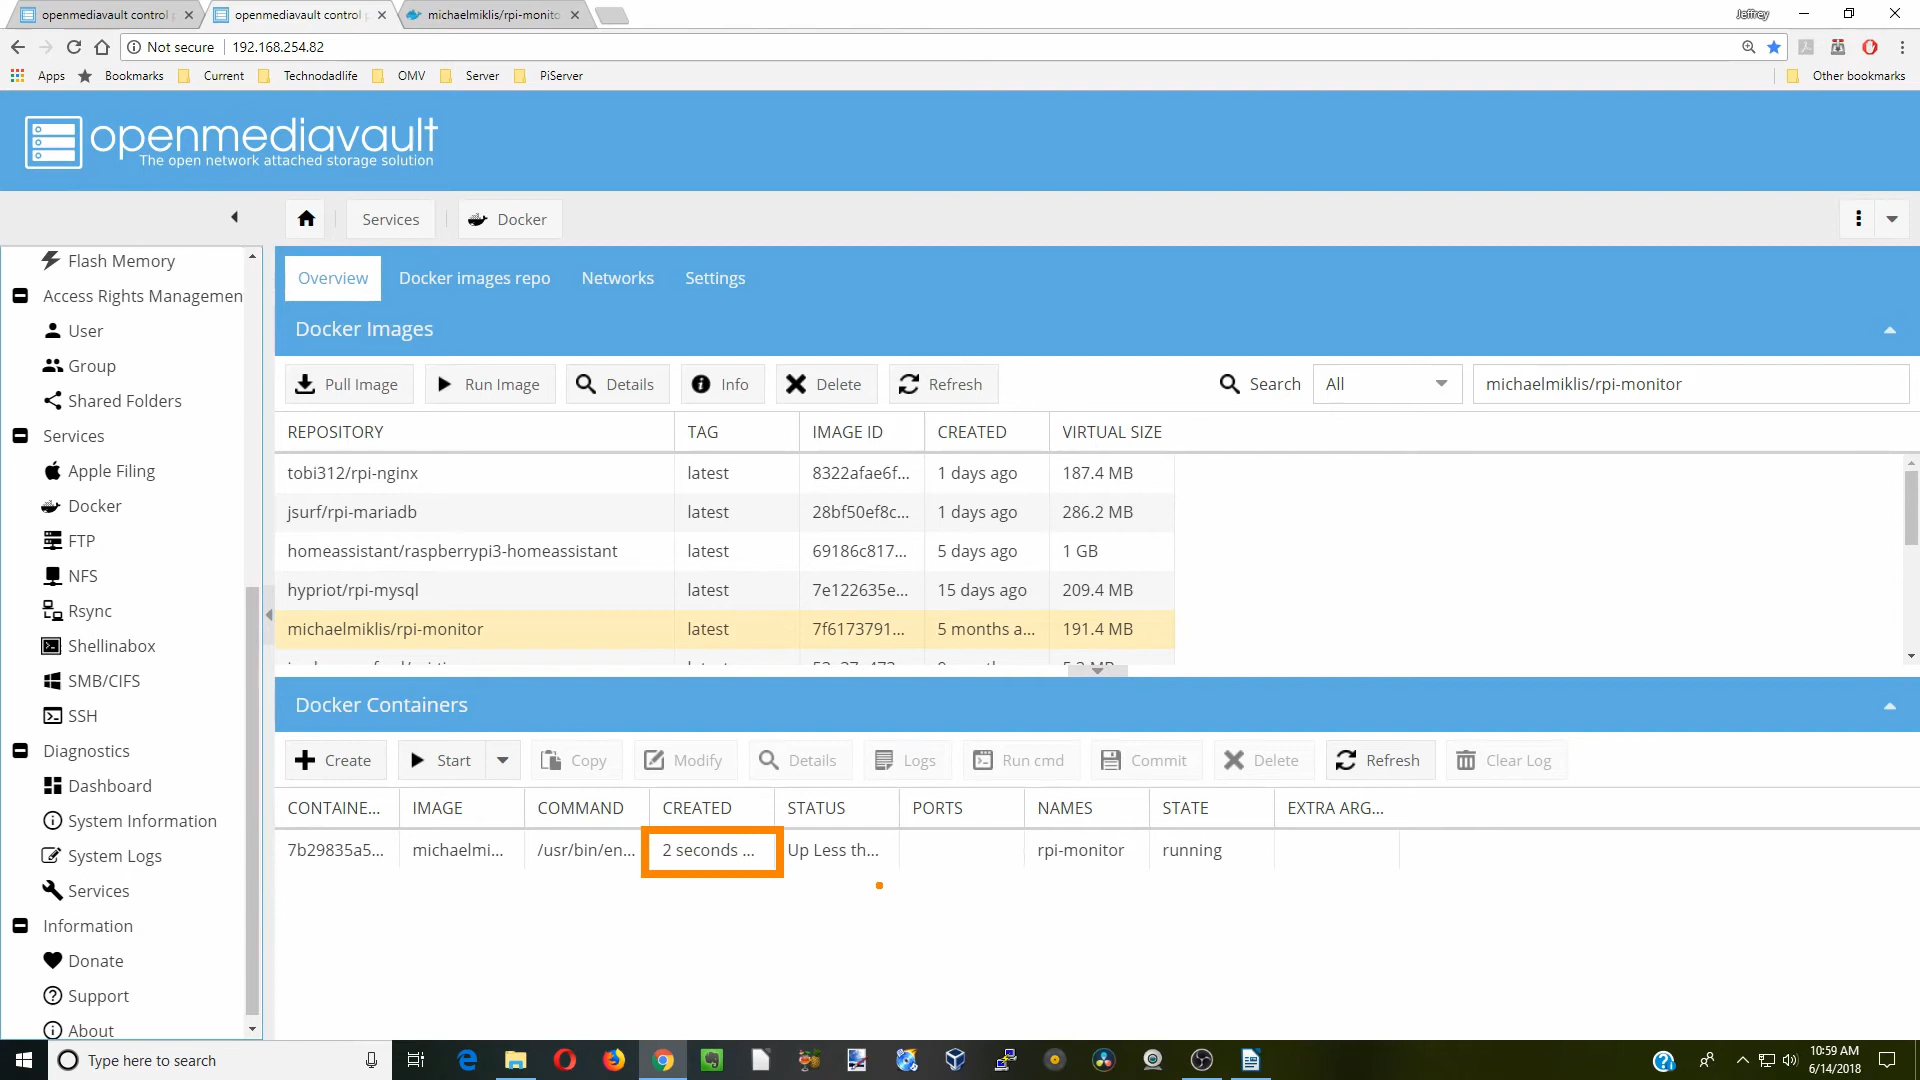 openmediavault control p
openmediavault control p
michaelmiklis/rpi-monito
Jeffrey
Not secure
192.168.254.82
Apps
Bookmarks
Current
Technodadlife
OMV
Server
PiServer
Other bookmarks
openmediavault
The open network attached storage solution
Services
Docker
Flash Memory
Access Rights Managemen
User
Group
Shared Folders
Services
Apple Filing
Docker
FTP
NFS
Rsync
Shellinabox
SMB/CIFS
SSH
Diagnostics
Dashboard
System Information
System Logs
Services
Information
Donate
Support
About
Overview Docker images repo Networks Settings
Docker Images
Pull Image Run Image Details Info Delete Refresh Search All michaelmiklis/rpi-monitor
REPOSITORY TAG IMAGE ID CREATED VIRTUAL SIZE
tobi312/rpi-nginx latest 8322afae6f... 1 days ago 187.4 MB
jsurf/rpi-mariadb latest 28bf50ef8c... 1 days ago 286.2 MB
homeassistant/raspberrypi3-homeassistant latest 69186c817... 5 days ago 1 GB
hypriot/rpi-mysql latest 7e122635e... 15 days ago 209.4 MB
michaelmiklis/rpi-monitor latest 7f6173791... 5 months a... 191.4 MB
Docker Containers
Create Start Copy Modify Details Logs Run cmd Commit Delete Refresh Clear Log
CONTAINE... IMAGE COMMAND CREATED STATUS PORTS NAMES STATE EXTRA ARG...
7b29835a5... michaelmi... /usr/bin/en... 2 seconds ... Up Less th... rpi-monitor running
Type here to search
10:59 AM
6/14/2018